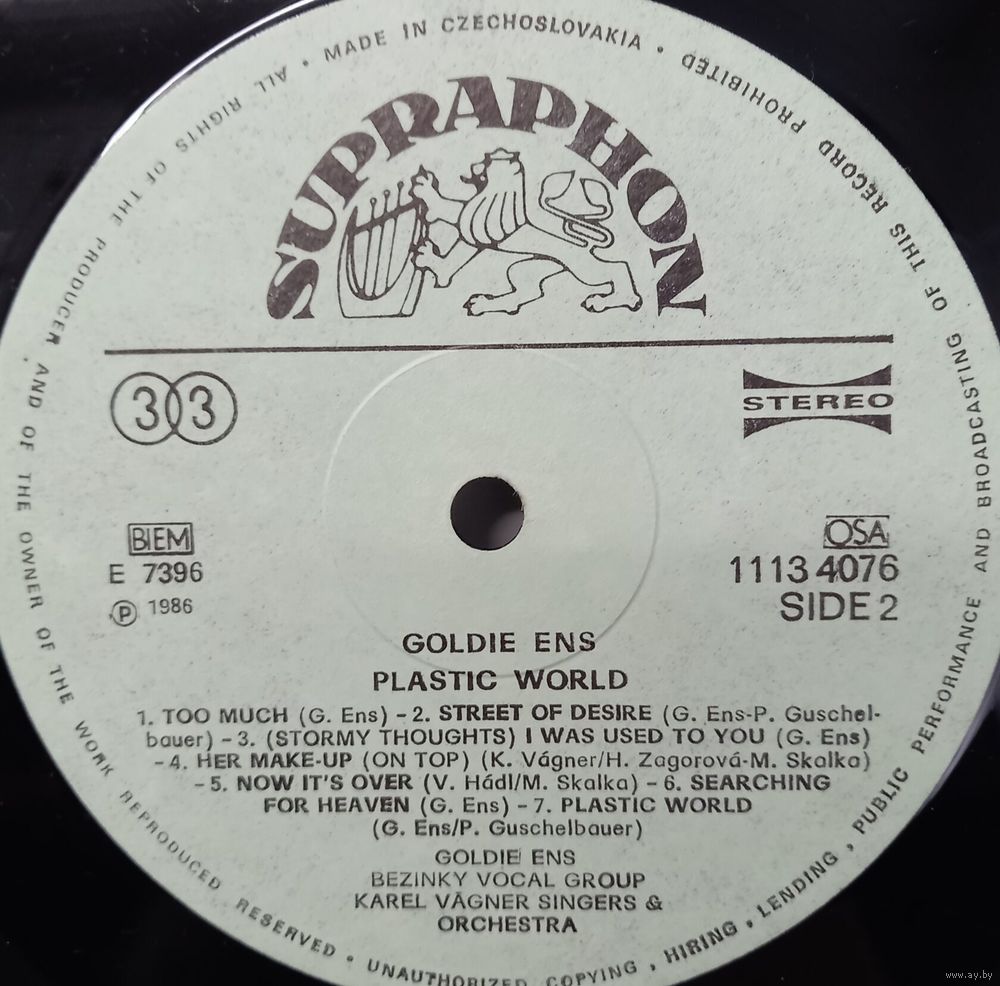 MADE IN CZECHOSLOVAKIA • ALL RIGHTS OF THE PRODUCER AND OF THE OWNER OF THE WORK REPRODUCED RESERVED • UNAUTHORIZED COPYING, HIRING, LENDING, PUBLIC PERFORMANCE AND BROADCASTING OF THIS RECORD PROHIBITED •
SUPRAPHON
33
STEREO
BIEM
E 7396
Ⓟ 1986
OSA
1113 4076
SIDE 2
GOLDIE ENS
PLASTIC WORLD
1. TOO MUCH (G. Ens) – 2. STREET OF DESIRE (G. Ens-P. Guschel-
bauer) – 3. (STORMY THOUGHTS) I WAS USED TO YOU (G. Ens)
– 4. HER MAKE-UP (ON TOP) (K. Vágner/H. Zagorová-M. Skalka)
– 5. NOW IT'S OVER (V. Hádl/M. Skalka) – 6. SEARCHING
FOR HEAVEN (G. Ens) – 7. PLASTIC WORLD
(G. Ens/P. Guschelbauer)
GOLDIE ENS
BEZINKY VOCAL GROUP
KAREL VÁGNER SINGERS &
ORCHESTRA
www.ay.by